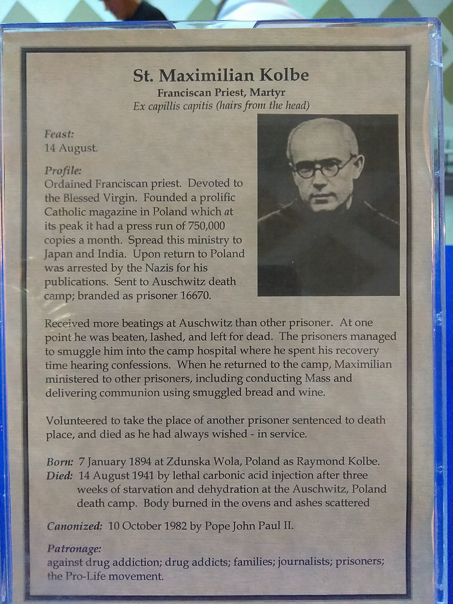 St. Maximilian Kolbe
Franciscan Priest, Martyr
Ex capillis capitis (hairs from the head)
Feast:
14 August.
Profile:
Ordained Franciscan priest. Devoted to
the Blessed Virgin. Founded a prolific
Catholic magazine in Poland which at
its peak it had a press run of 750,000
copies a month. Spread this ministry to
Japan and India. Upon return to Poland
was arrested by the Nazis for his
publications. Sent to Auschwitz death
camp; branded as prisoner 16670.
Received more beatings at Auschwitz than other prisoner. At one
point he was beaten, lashed, and left for dead. The prisoners managed
to smuggle him into the camp hospital where he spent his recovery
time hearing confessions. When he returned to the camp, Maximilian
ministered to other prisoners, including conducting Mass and
delivering communion using smuggled bread and wine.
Volunteered to take the place of another prisoner sentenced to death
place, and died as he had always wished - in service.
Born: 7 January 1894 at Zdunska Wola, Poland as Raymond Kolbe.
Died: 14 August 1941 by lethal carbonic acid injection after three
weeks of starvation and dehydration at the Auschwitz, Poland
death camp. Body burned in the ovens and ashes scattered
Canonized: 10 October 1982 by Pope John Paul II.
Patronage:
against drug addiction; drug addicts; families; journalists; prisoners;
the Pro-Life movement.